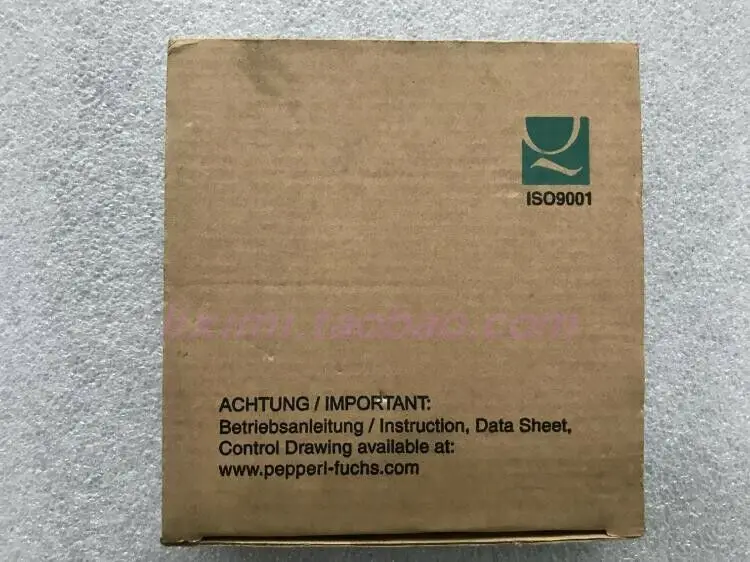 ISO9001
ACHTUNG / IMPORTANT:
Betriebsanleitung / Instruction, Data Sheet,
Control Drawing available at:
www.pepperl-fuchs.com